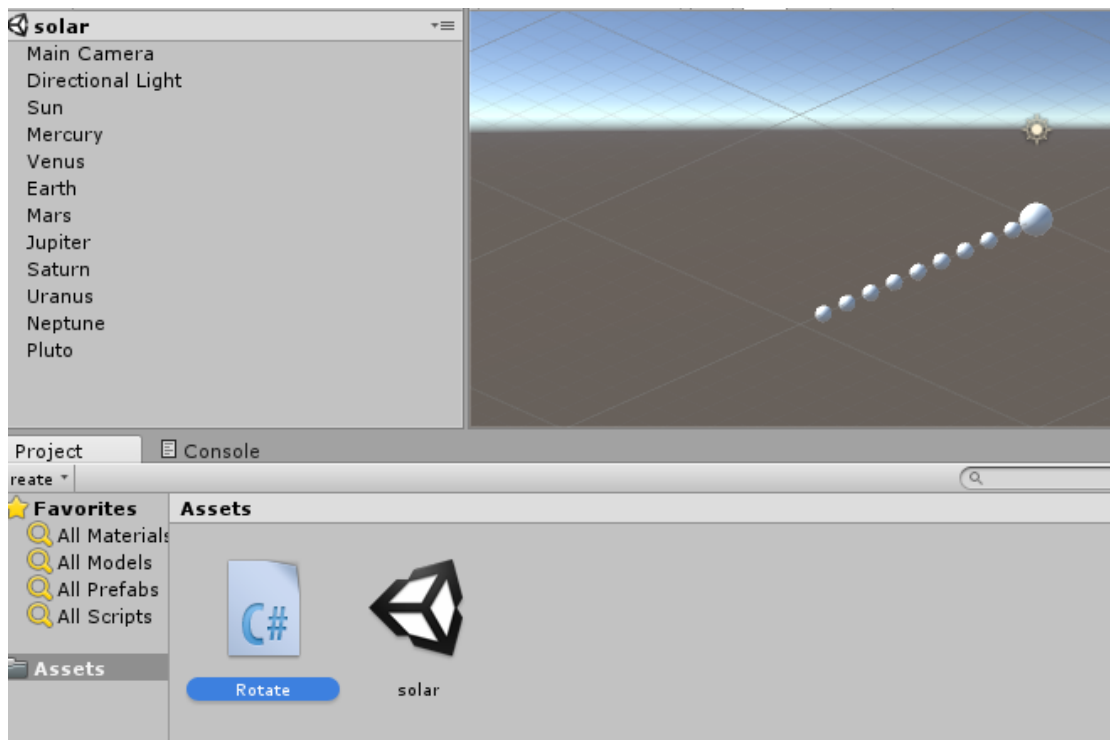 solar
Main Camera
Directional Light
Sun
Mercury
Venus
Earth
Mars
Jupiter
Saturn
Uranus
Neptune
Pluto
Project
Console
reate
Favorites
Assets
All Materials
All Models
All Prefabs
All Scripts
Assets
C#
Rotate
solar